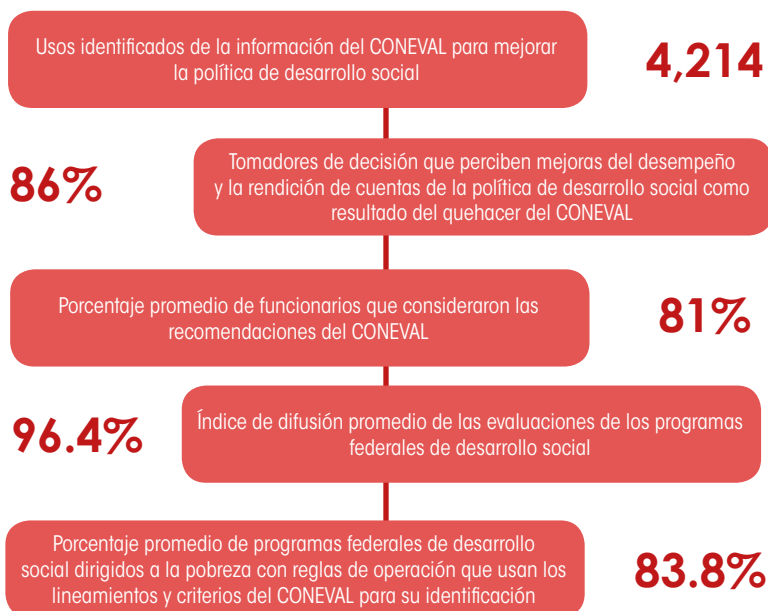 Usos identificados de la información del CONEVAL para mejorar
la política de desarrollo social
4,214
86%
Tomadores de decisión que perciben mejoras del desempeño
y la rendición de cuentas de la política de desarrollo social como
resultado del quehacer del CONEVAL
Porcentaje promedio de funcionarios que consideraron las
recomendaciones del CONEVAL
81%
96.4%
Índice de difusión promedio de las evaluaciones de los programas
federales de desarrollo social
Porcentaje promedio de programas federales de desarrollo
social dirigidos a la pobreza con reglas de operación que usan los
lineamientos y criterios del CONEVAL para su identificación
83.8%